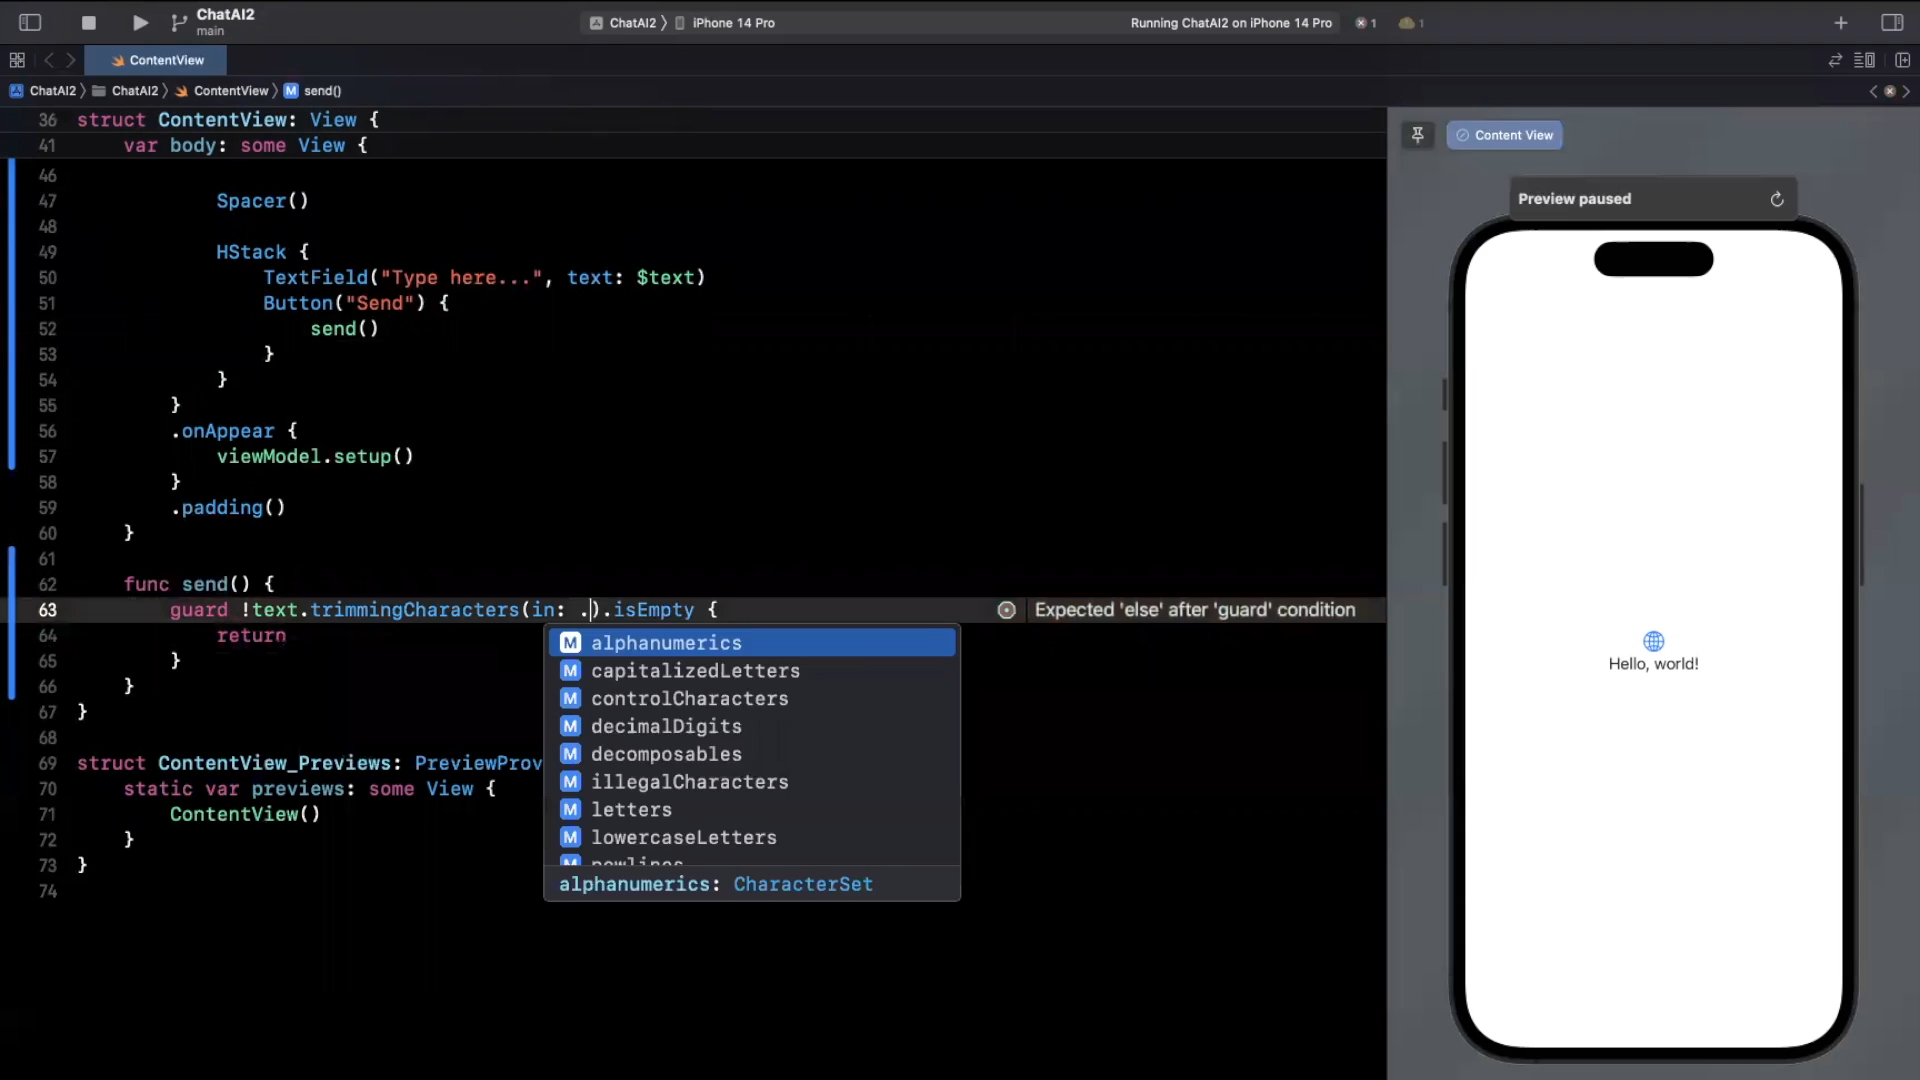 ChatAI2
main
ChatAI2 〉 iPhone 14 Pro
Running ChatAI2 on iPhone 14 Pro
1
1
ContentView
ChatAI2 〉 ChatAI2 〉 ContentView 〉 M send()
36 struct ContentView: View {
41 var body: some View {
46
47 Spacer()
48
49 HStack {
50 TextField("Type here...", text: $text)
51 Button("Send") {
52 send()
53 }
54 }
55 }
56 .onAppear {
57 viewModel.setup()
58 }
59 .padding()
60 }
61
62 func send() {
63 guard !text.trimmingCharacters(in: .).isEmpty {
Expected 'else' after 'guard' condition
64 return
65 }
66 }
67 }
68
69 struct ContentView_Previews: PreviewProv
70 static var previews: some View {
71 ContentView()
72 }
73 }
74
M alphanumerics
M capitalizedLetters
M controlCharacters
M decimalDigits
M decomposables
M illegalCharacters
M letters
M lowercaseLetters
M newlines
alphanumerics: CharacterSet
Content View
Preview paused
Hello, world!